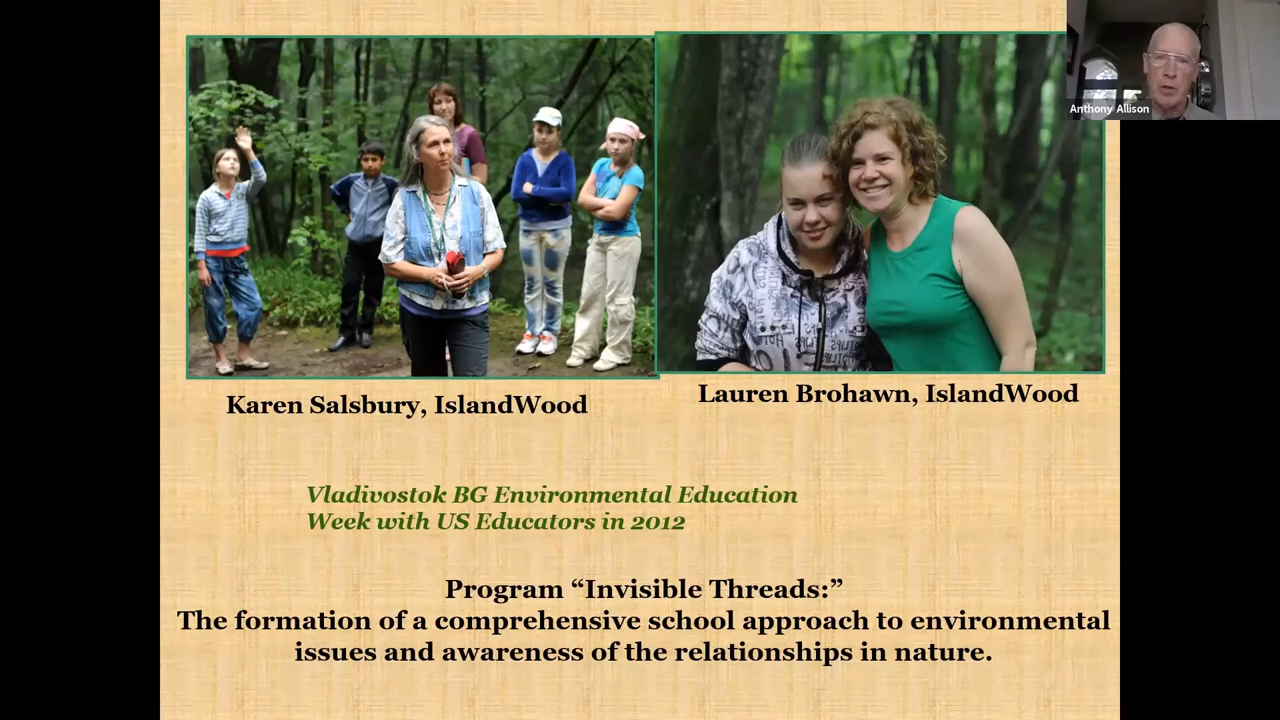 Anthony Allison
Karen Salsbury, IslandWood
Lauren Brohawn, IslandWood
Vladivostok BG Environmental Education
Week with US Educators in 2012
Program “Invisible Threads:”
The formation of a comprehensive school approach to environmental
issues and awareness of the relationships in nature.